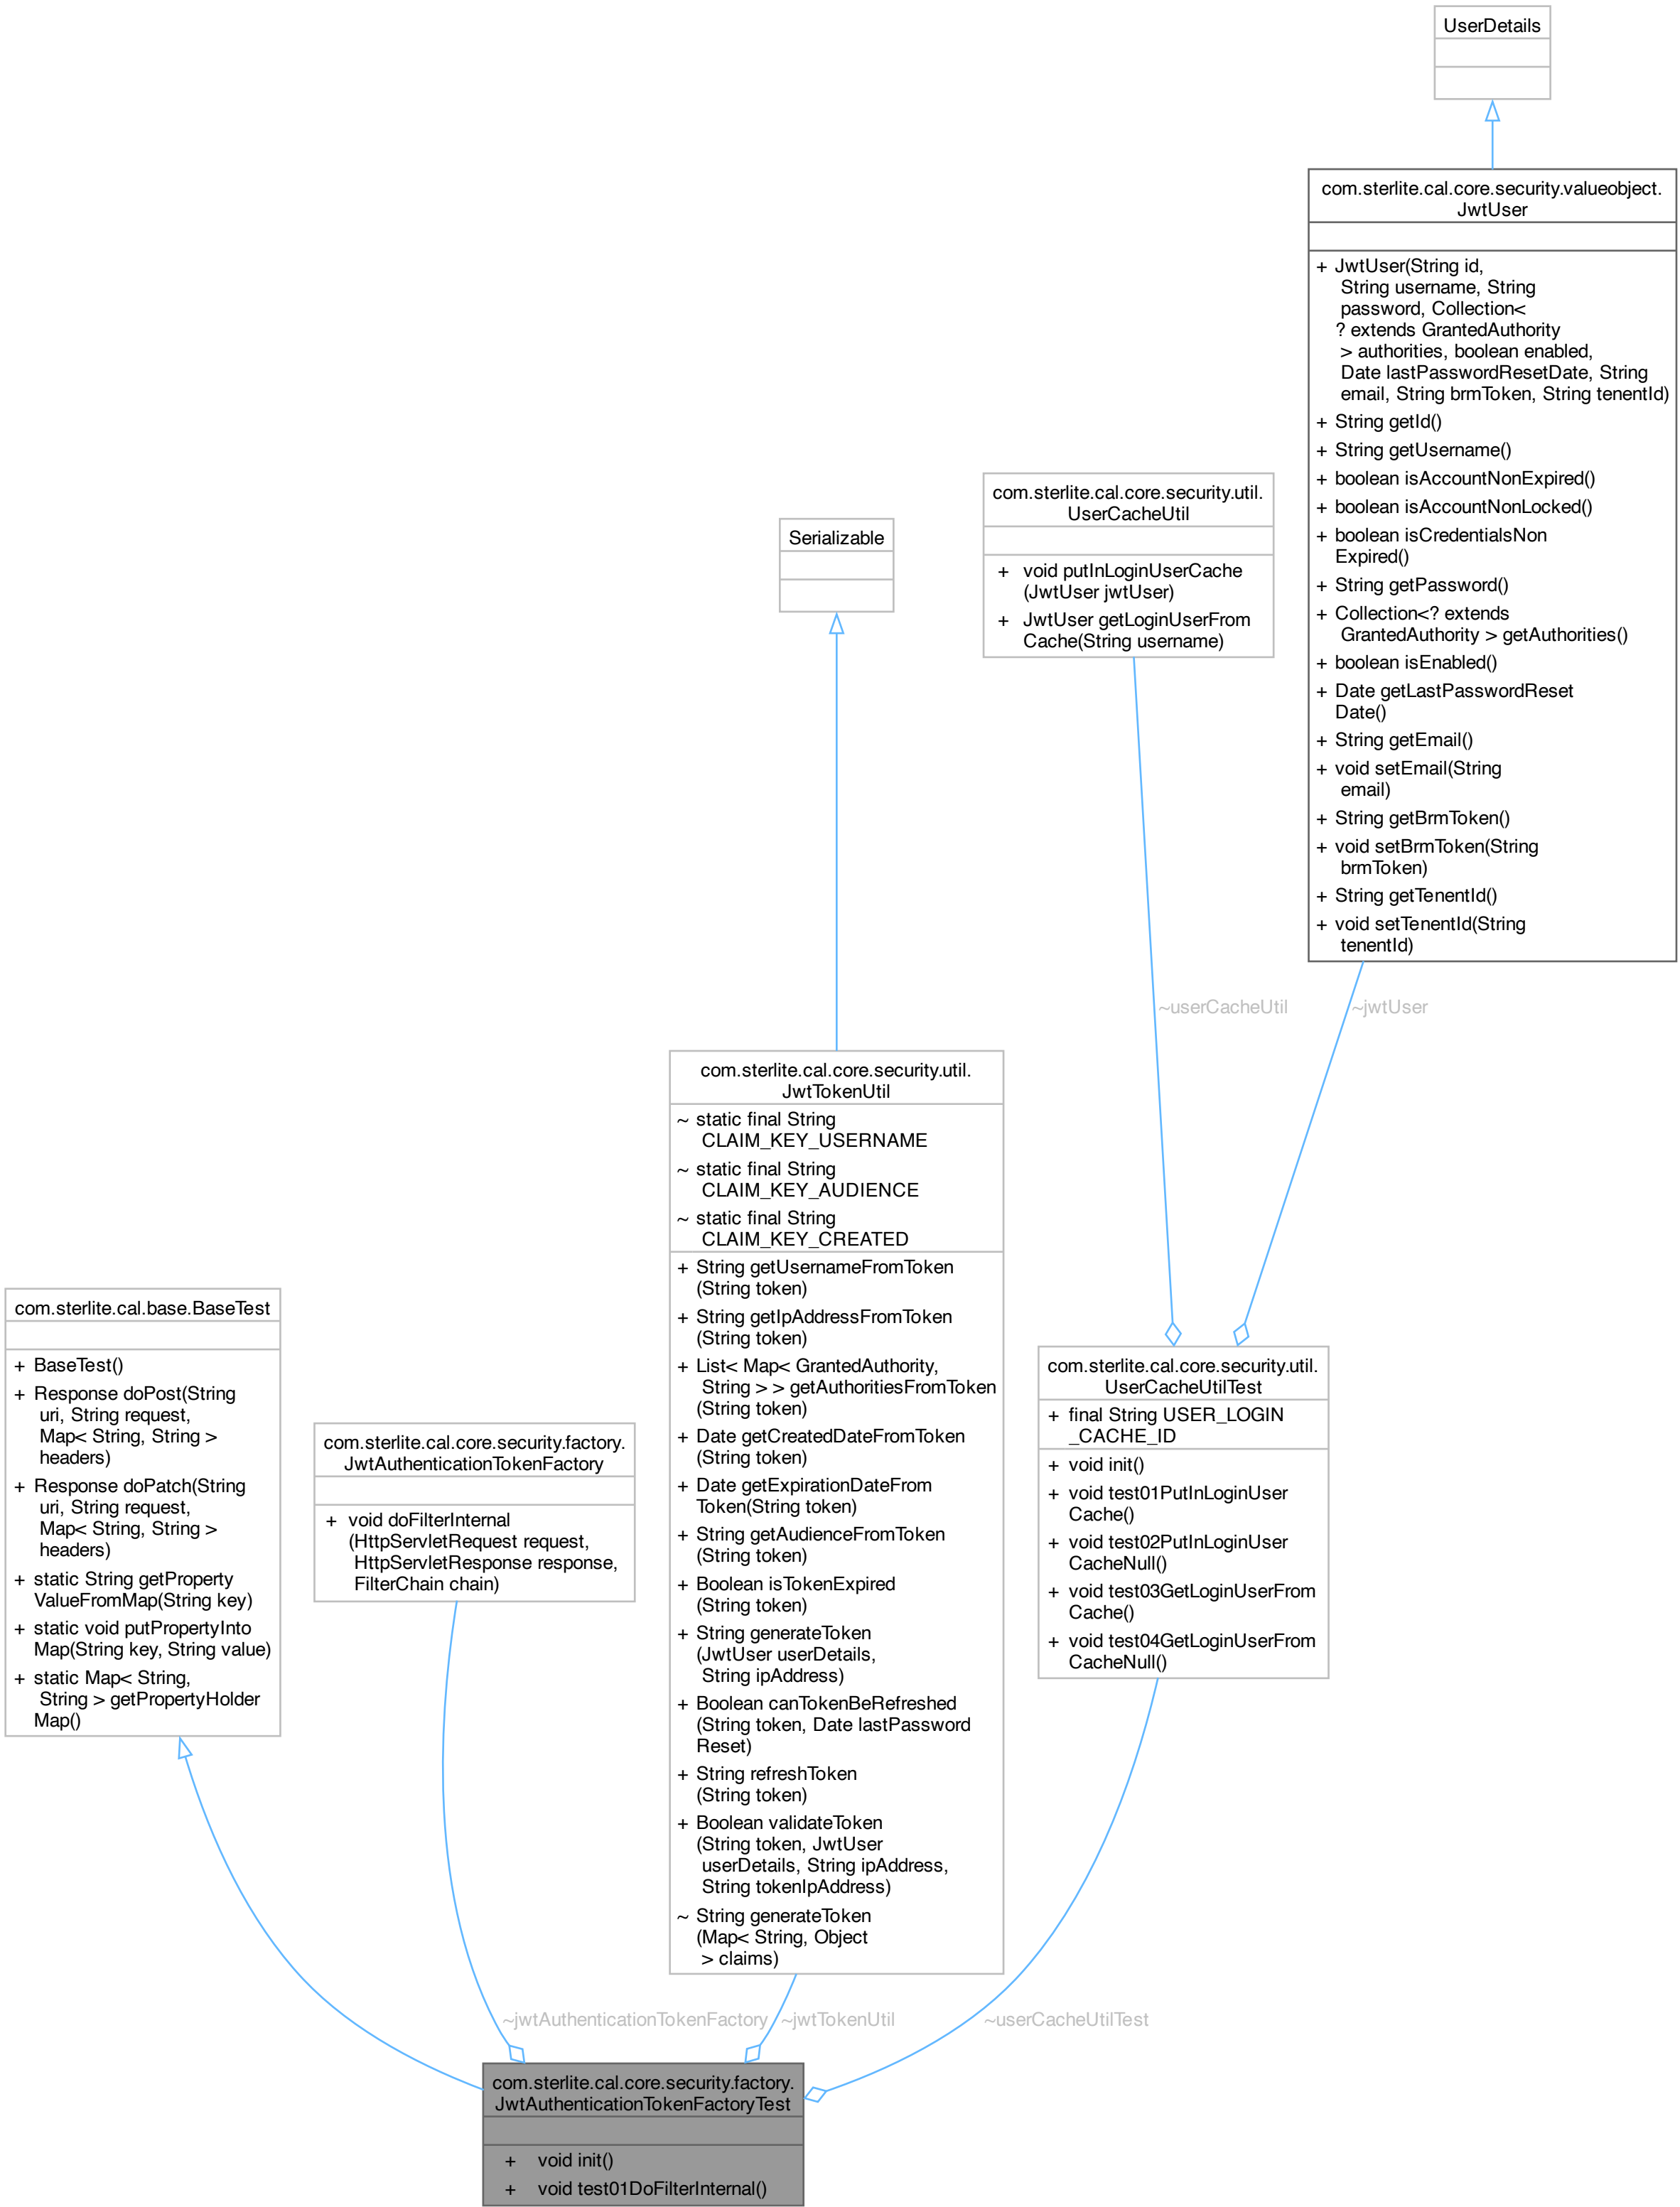 UserDetails
com.sterlite.cal.core.security.valueobject.
JwtUser
+ JwtUser(String id,
String username, String
password, Collection<
? extends GrantedAuthority
> authorities, boolean enabled,
Date lastPasswordResetDate, String
email, String brmToken, String tenentId)
+ String getId()
+ String getUsername()
+ boolean isAccountNonExpired()
+ boolean isAccountNonLocked()
+ boolean isCredentialsNon
Expired()
+ String getPassword()
+ Collection<? extends
GrantedAuthority > getAuthorities()
+ boolean isEnabled()
+ Date getLastPasswordReset
Date()
+ String getEmail()
+ void setEmail(String
email)
+ String getBrmToken()
+ void setBrmToken(String
brmToken)
+ String getTenentId()
+ void setTenentId(String
tenentId)
com.sterlite.cal.core.security.util.
UserCacheUtil
+ void putInLoginUserCache
(JwtUser jwtUser)
+ JwtUser getLoginUserFrom
Cache(String username)
Serializable
~userCacheUtil
~jwtUser
com.sterlite.cal.core.security.util.
JwtTokenUtil
~ static final String
CLAIM_KEY_USERNAME
~ static final String
CLAIM_KEY_AUDIENCE
~ static final String
CLAIM_KEY_CREATED
+ String getUsernameFromToken
(String token)
+ String getIpAddressFromToken
(String token)
+ List< Map< GrantedAuthority,
String > > getAuthoritiesFromToken
(String token)
+ Date getCreatedDateFromToken
(String token)
+ Date getExpirationDateFrom
Token(String token)
+ String getAudienceFromToken
(String token)
+ Boolean isTokenExpired
(String token)
+ String generateToken
(JwtUser userDetails,
String ipAddress)
+ Boolean canTokenBeRefreshed
(String token, Date lastPassword
Reset)
+ String refreshToken
(String token)
+ Boolean validateToken
(String token, JwtUser
userDetails, String ipAddress,
String tokenIpAddress)
~ String generateToken
(Map< String, Object
> claims)
com.sterlite.cal.base.BaseTest
+ BaseTest()
+ Response doPost(String
uri, String request,
Map< String, String >
headers)
+ Response doPatch(String
uri, String request,
Map< String, String >
headers)
+ static String getProperty
ValueFromMap(String key)
+ static void putPropertyInto
Map(String key, String value)
+ static Map< String,
String > getPropertyHolder
Map()
com.sterlite.cal.core.security.factory.
JwtAuthenticationTokenFactory
+ void doFilterInternal
(HttpServletRequest request,
HttpServletResponse response,
FilterChain chain)
com.sterlite.cal.core.security.util.
UserCacheUtilTest
+ final String USER_LOGIN
_CACHE_ID
+ void init()
+ void test01PutInLoginUser
Cache()
+ void test02PutInLoginUser
CacheNull()
+ void test03GetLoginUserFrom
Cache()
+ void test04GetLoginUserFrom
CacheNull()
~jwtAuthenticationTokenFactory
~jwtTokenUtil
~userCacheUtilTest
com.sterlite.cal.core.security.factory.
JwtAuthenticationTokenFactoryTest
+ void init()
+ void test01DoFilterInternal()